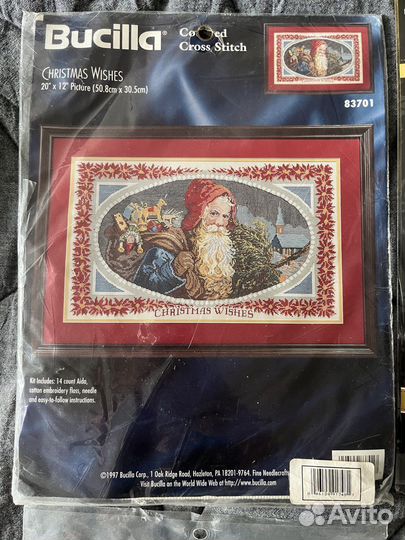 Bucilla®
Cross Stitch
CHRISTMAS WISHES
20" x 12" Picture (50.8cm x 30.5cm)
83701
CHRISTMAS WISHES
Kit Includes: 14 count Aida,
cotton embroidery floss, needle
and easy-to-follow instructions.
©1997 Bucilla Corp., 1 Oak Ridge Road, Hazleton, PA 18201-9764, Fine Needlecrafts
Visit Bucilla on the World Wide Web at http://www.bucilla.com.
Avito